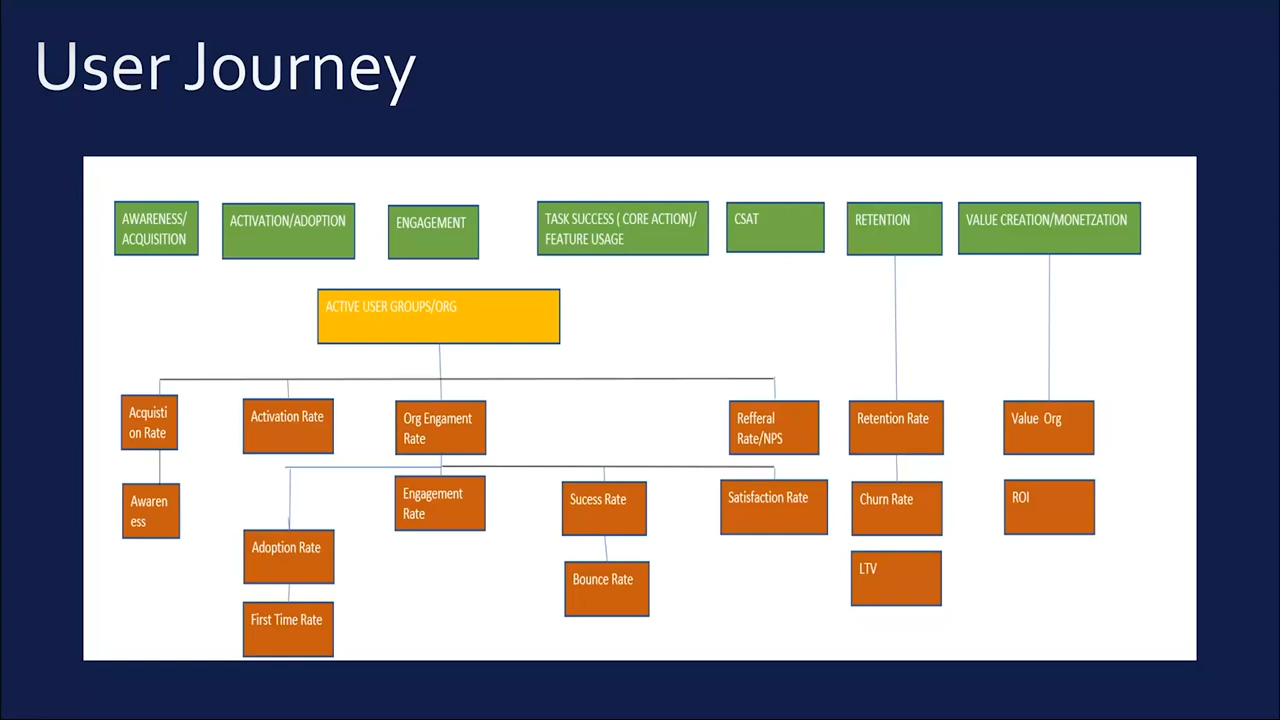 User Journey
AWARENESS/
ACQUISITION
ACTIVATION/ADOPTION
ENGAGEMENT
TASK SUCCESS ( CORE ACTION)/
FEATURE USAGE
CSAT
RETENTION
VALUE CREATION/MONETZATION
ACTIVE USER GROUPS/ORG
Acquisti
on Rate
Activation Rate
Org Engament
Rate
Refferal
Rate/NPS
Retention Rate
Value Org
Awaren
ess
Engagement
Rate
Sucess Rate
Satisfaction Rate
Churn Rate
ROI
Adoption Rate
Bounce Rate
LTV
First Time Rate